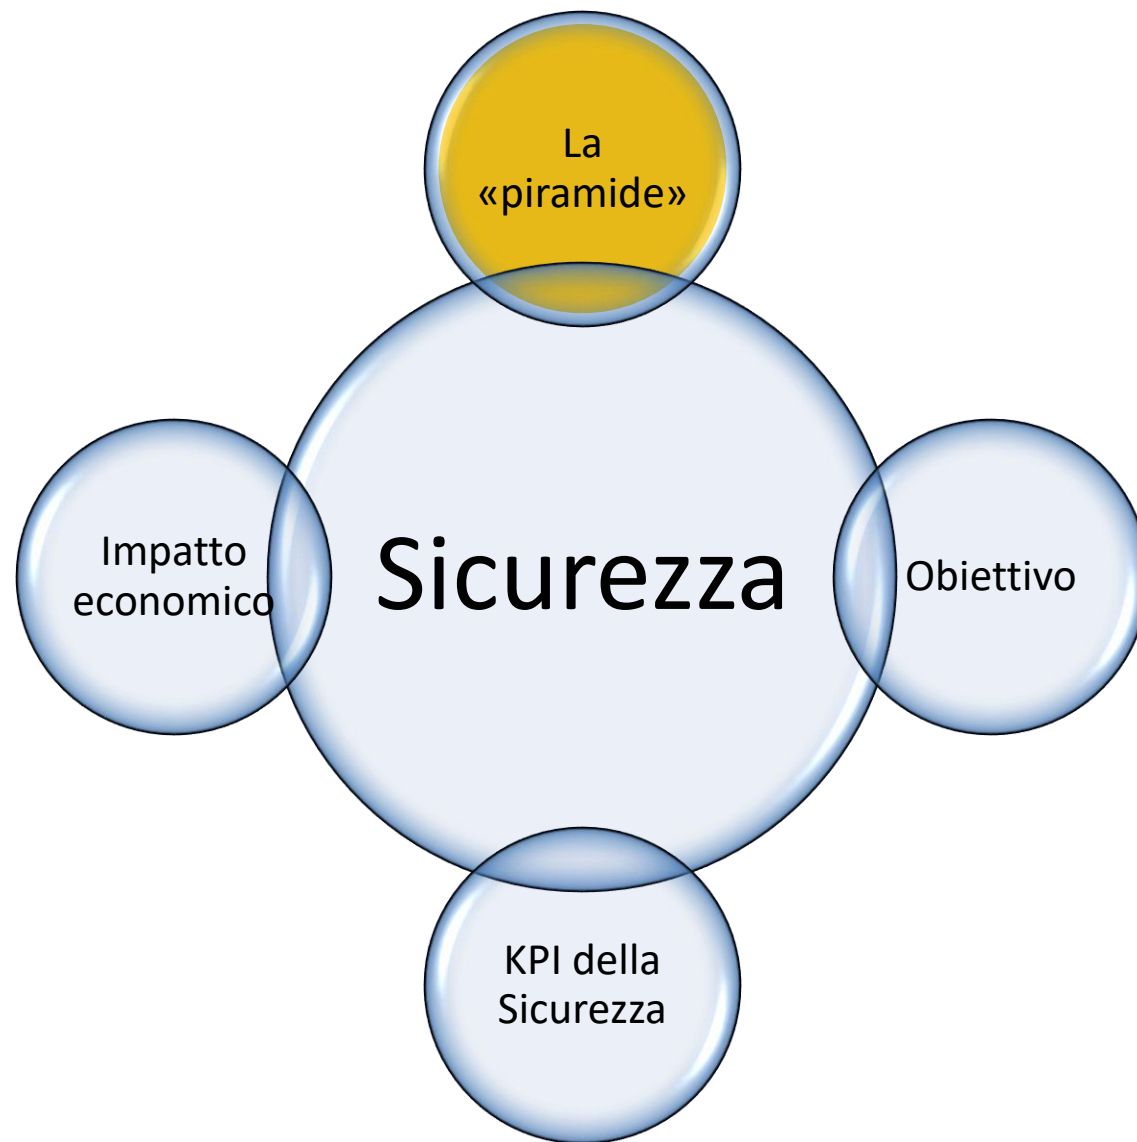 La
«piramide»
Impatto
economico
Sicurezza
Obiettivo
KPI della
Sicurezza